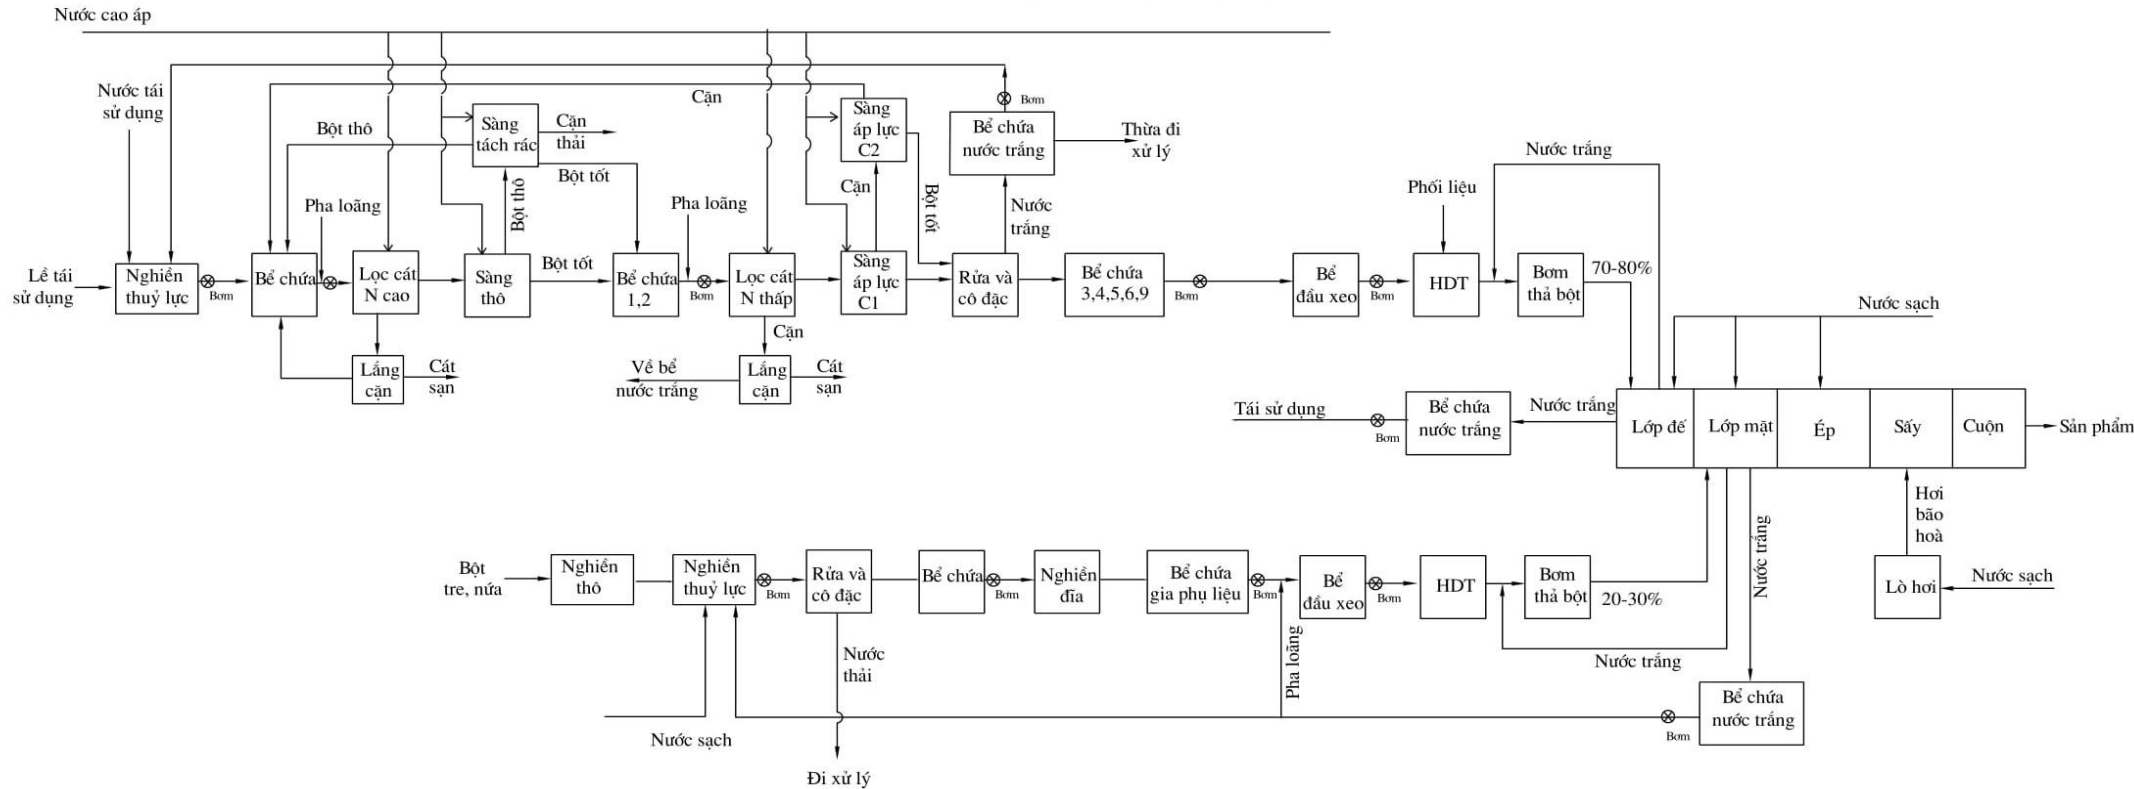 Nước cao áp
Nước tái
sử dụng
Cặn
Bơm
Sàng
tách rác
Cặn
thải
Bột thô
Sàng
áp lực
C2
Bể chứa
nước trắng
Thừa đi
xử lý
Nước trắng
Bột tốt
Bột thô
Cặn
Bột tốt
Phối liệu
Pha loãng
Pha loãng
Nước
trắng
Lề tái
sử dụng
Nghiền
thuỷ lực
Bơm
Bể chứa
Lọc cát
N cao
Sàng
thô
Bột tốt
Bể chứa
1,2
Bơm
Lọc cát
N thấp
Sàng
áp lực
C1
Rửa và
cô đặc
Bể chứa
3,4,5,6,9
Bơm
Bể
đầu xeo
Bơm
HDT
Bơm
thả bột
70-80%
Nước sạch
Cặn
Lắng
cặn
Cát
sạn
Về bể
nước trắng
Lắng
cặn
Cát
sạn
Tái sử dụng
Bơm
Bể chứa
nước trắng
Nước trắng
Lớp đế
Lớp mặt
Ép
Sấy
Cuộn
Sản phẩm
Hơi
bão
hoà
Nước trắng
Bột
tre, nứa
Nghiền
thô
Nghiền
thuỷ lực
Bơm
Rửa và
cô đặc
Bể chứa
Bơm
Nghiền
đĩa
Bể chứa
gia phụ liệu
Bơm
Bể
đầu xeo
Bơm
HDT
Bơm
thả bột
20-30%
Lò hơi
Nước sạch
Nước
thải
Pha loãng
Nước trắng
Bể chứa
nước trắng
Bơm
Nước sạch
Đi xử lý